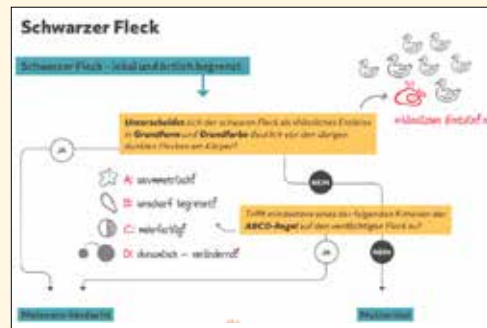 Schwarzer Fleck
Schwarzer Fleck – lokal und örtlich begrenzt
Unterscheidet sich der schwarze Fleck als hässliches Entlein
in Grundform und Grundfarbe deutlich von den übrigen
dunklen Flecken am Körper?
JA
NEIN
A: asymmetrisch?
B: unscharf begrenzt?
C: mehrfarbig?
D: dynamisch – verändernd?
Trifft mindestens eines der folgenden Kriterien der
ABCD-Regel auf den verdächtigen Fleck zu?
JA
NEIN
Melanom-Verdacht
Muttermal